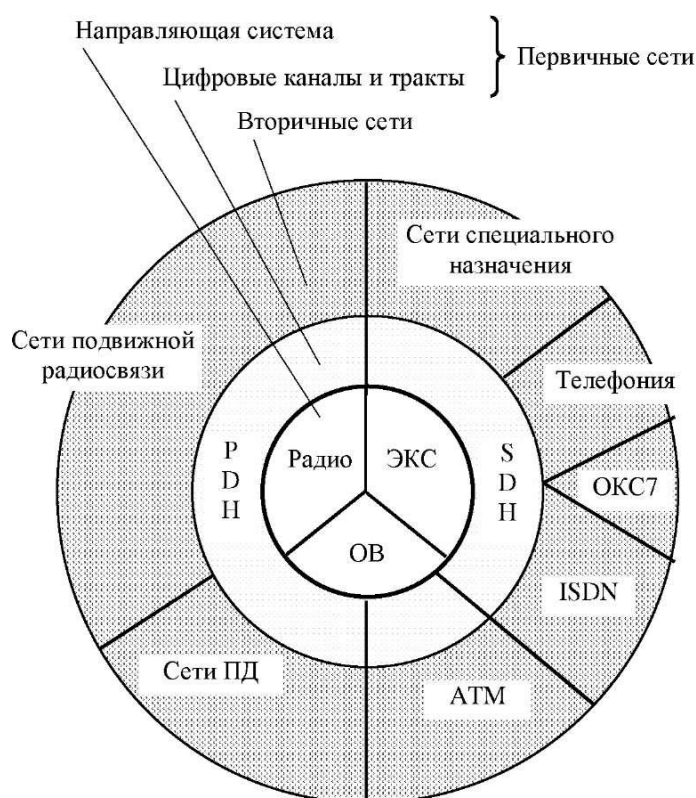 Направляющая система
Цифровые каналы и тракты
Первичные сети
Вторичные сети
Сети специального
назначения
Сети подвижной
радиосвязи
Телефония
P
D
H
Радио
ЭКС
S
D
H
ОКС7
ОВ
ISDN
Сети ПД
ATM